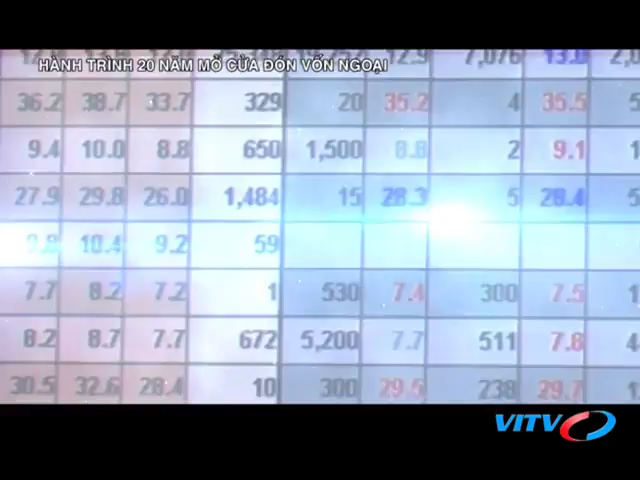 HÀNH TRÌNH 20 NĂM MỞ CỬA ĐÓN VỐN NGOẠI
36.2 38.7 33.7 329 20 35.2 4 35.5
9.4 10.0 8.8 650 1,500 8.8 2 9.1
27.9 29.8 26.0 1,484 15 28.3 5 28.4
9.8 10.4 9.2 59
7.7 8.2 7.2 1 530 7.4 300 7.5
8.2 8.7 7.7 672 5,200 7.7 511 7.8
30.5 32.6 28.4 10 300 29.5 238 29.7
VITV